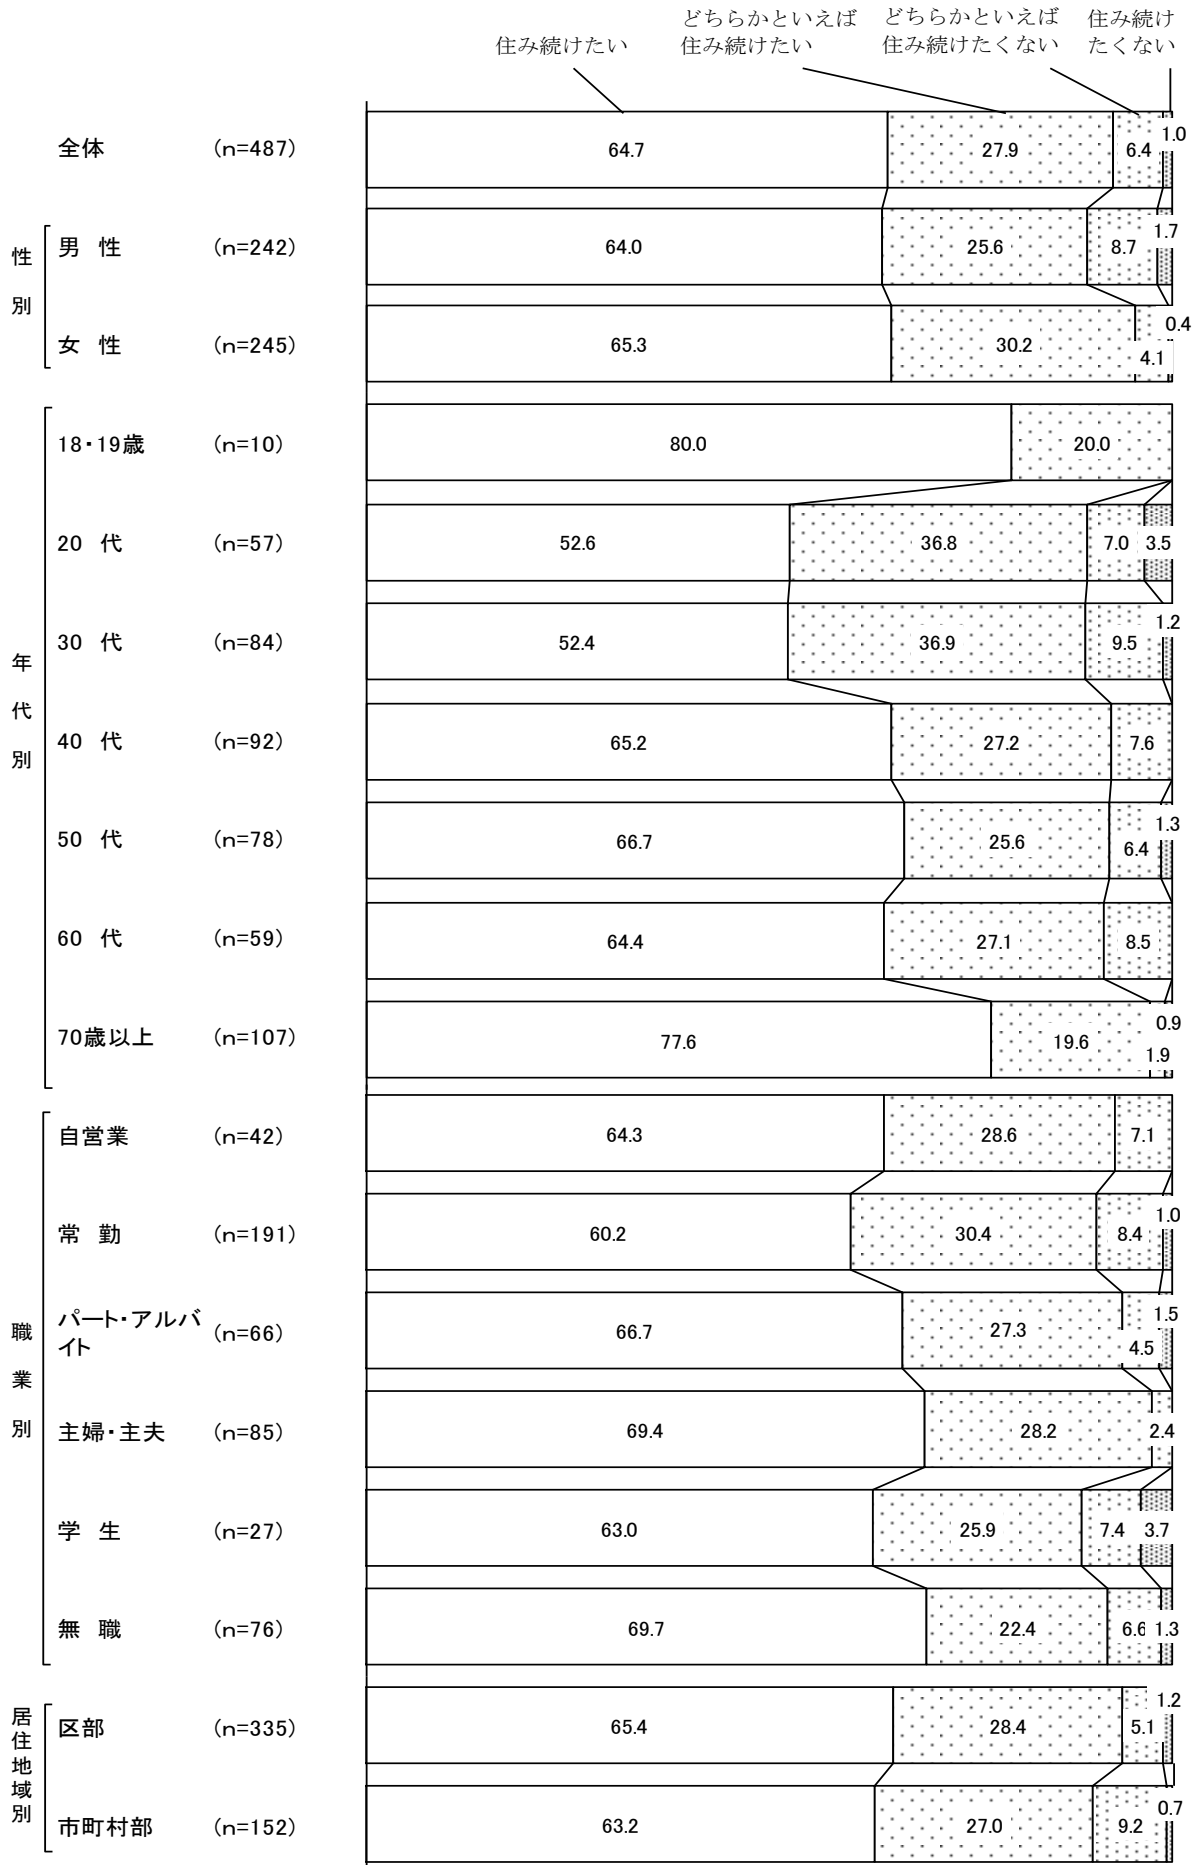 住み続けたい
どちらかといえば
住み続けたい
どちらかといえば
住み続けたくない
住み続け
たくない
全体 (n=487) 64.7 27.9 6.4 1.0
性別
男 性 (n=242) 64.0 25.6 8.7 1.7
女 性 (n=245) 65.3 30.2 4.1 0.4
年代別
18・19歳 (n=10) 80.0 20.0
20 代 (n=57) 52.6 36.8 7.0 3.5
30 代 (n=84) 52.4 36.9 9.5 1.2
40 代 (n=92) 65.2 27.2 7.6
50 代 (n=78) 66.7 25.6 6.4 1.3
60 代 (n=59) 64.4 27.1 8.5
70歳以上 (n=107) 77.6 19.6 1.9 0.9
職業別
自営業 (n=42) 64.3 28.6 7.1
常 勤 (n=191) 60.2 30.4 8.4 1.0
パート・アルバ
イト (n=66) 66.7 27.3 4.5 1.5
主婦・主夫 (n=85) 69.4 28.2 2.4
学 生 (n=27) 63.0 25.9 7.4 3.7
無 職 (n=76) 69.7 22.4 6.6 1.3
居住地域別
区部 (n=335) 65.4 28.4 5.1 1.2
市町村部 (n=152) 63.2 27.0 9.2 0.7